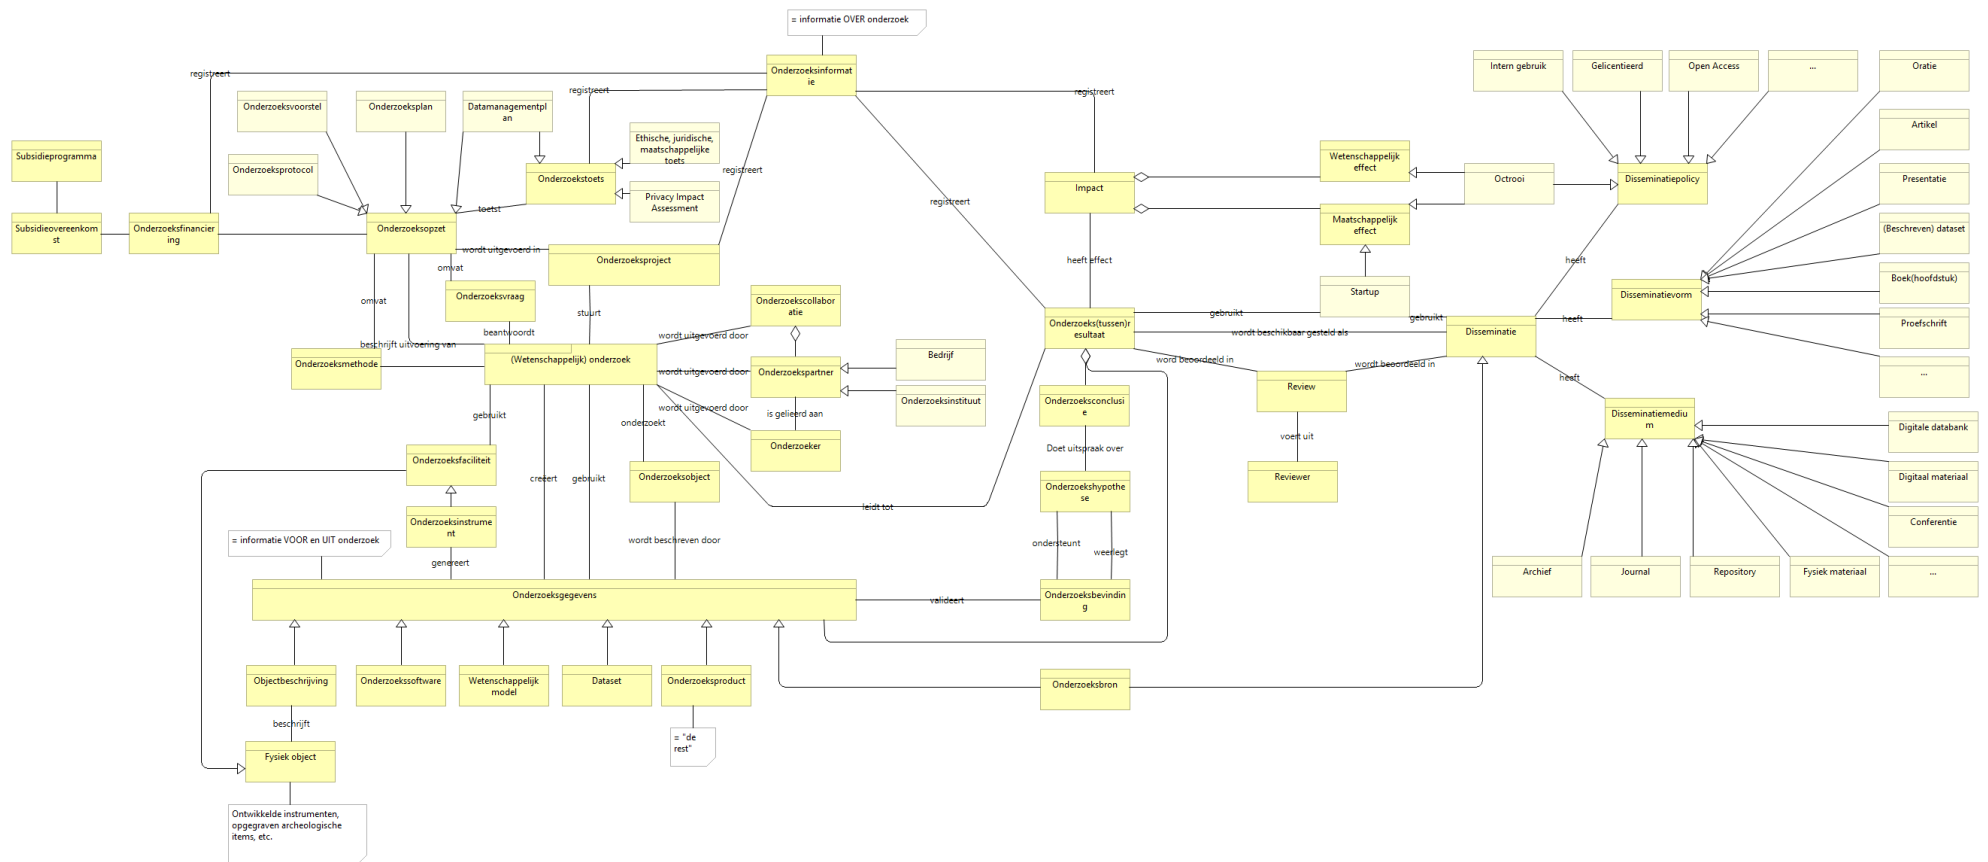 = informatie OVER onderzoek
Onderzoeksinformat
ie
registreert
registreert
registreert
registreert
registreert
Intern gebruik
Gelicentieerd
Open Access
...
Oratie
Onderzoeksvoorstel
Onderzoeksplan
Datamanagementpl
an
Ethische, juridische,
maatschappelijke
toets
Artikel
Subsidieprogramma
Onderzoeksprotocol
Onderzoekstoets
Privacy Impact
Assessment
Impact
Wetenschappelijk
effect
Octrooi
Disseminatiepolicy
Presentatie
toetst
Subsidieovereenkom
st
Onderzoeksfinancier
ing
Onderzoeksopzet
Maatschappelijk
effect
(Beschreven) dataset
wordt uitgevoerd in
Onderzoeksproject
omvat
heeft effect
heeft
Boek(hoofdstuk)
Onderzoeksvraag
omvat
Onderzoekscollabor
atie
Startup
Disseminatievorm
stuurt
gebruikt
gebruikt
heeft
Onderzoeks(tussen)r
esultaat
wordt beschikbaar gesteld als
Disseminatie
Proefschrift
beantwoordt
wordt uitgevoerd door
beschrijft uitvoering van
Onderzoeksmethode
(Wetenschappelijk) onderzoek
Bedrijf
word beoordeeld in
wordt beoordeeld in
...
wordt uitgevoerd door
Onderzoekspartner
heeft
Review
Onderzoeksinstituut
Onderzoeksconclusi
e
wordt uitgevoerd door
is gelieerd aan
gebruikt
onderzoekt
Disseminatiemediu
m
Digitale databank
voert uit
Onderzoeker
Doet uitspraak over
Onderzoeksfaciliteit
creëert
gebruikt
Onderzoeksobject
Reviewer
Digitaal materiaal
Onderzoekshypothe
se
leidt tot
Onderzoeksinstrume
nt
Conferentie
= informatie VOOR en UIT onderzoek
wordt beschreven door
ondersteunt
weerlegt
genereert
Archief
Journal
Repository
Fysiek materiaal
...
Onderzoeksgegevens
valideert
Onderzoeksbevinding
g
Objectbeschrijving
Onderzoekssoftware
Wetenschappelijk
model
Dataset
Onderzoeksproduct
Onderzoeksbron
beschrijft
= "de
rest"
Fysiek object
Ontwikkelde instrumenten,
opgegraven archeologische
items, etc.